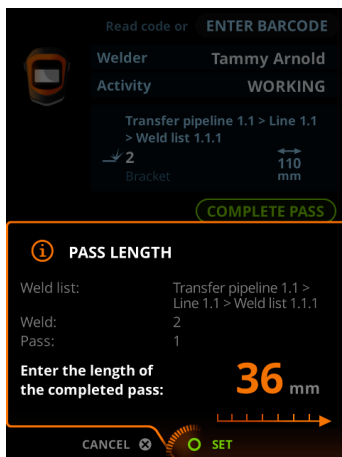 Read code or ENTER BARCODE
Welder Tammy Arnold
Activity WORKING
Transfer pipeline 1.1 > Line 1.1
> Weld list 1.1.1
2 110
Bracket mm
COMPLETE PASS
PASS LENGTH
Weld list: Transfer pipeline 1.1 >
Line 1.1 > Weld list 1.1.1
Weld: 2
Pass: 1
Enter the length of
the completed pass: 36 mm
CANCEL SET